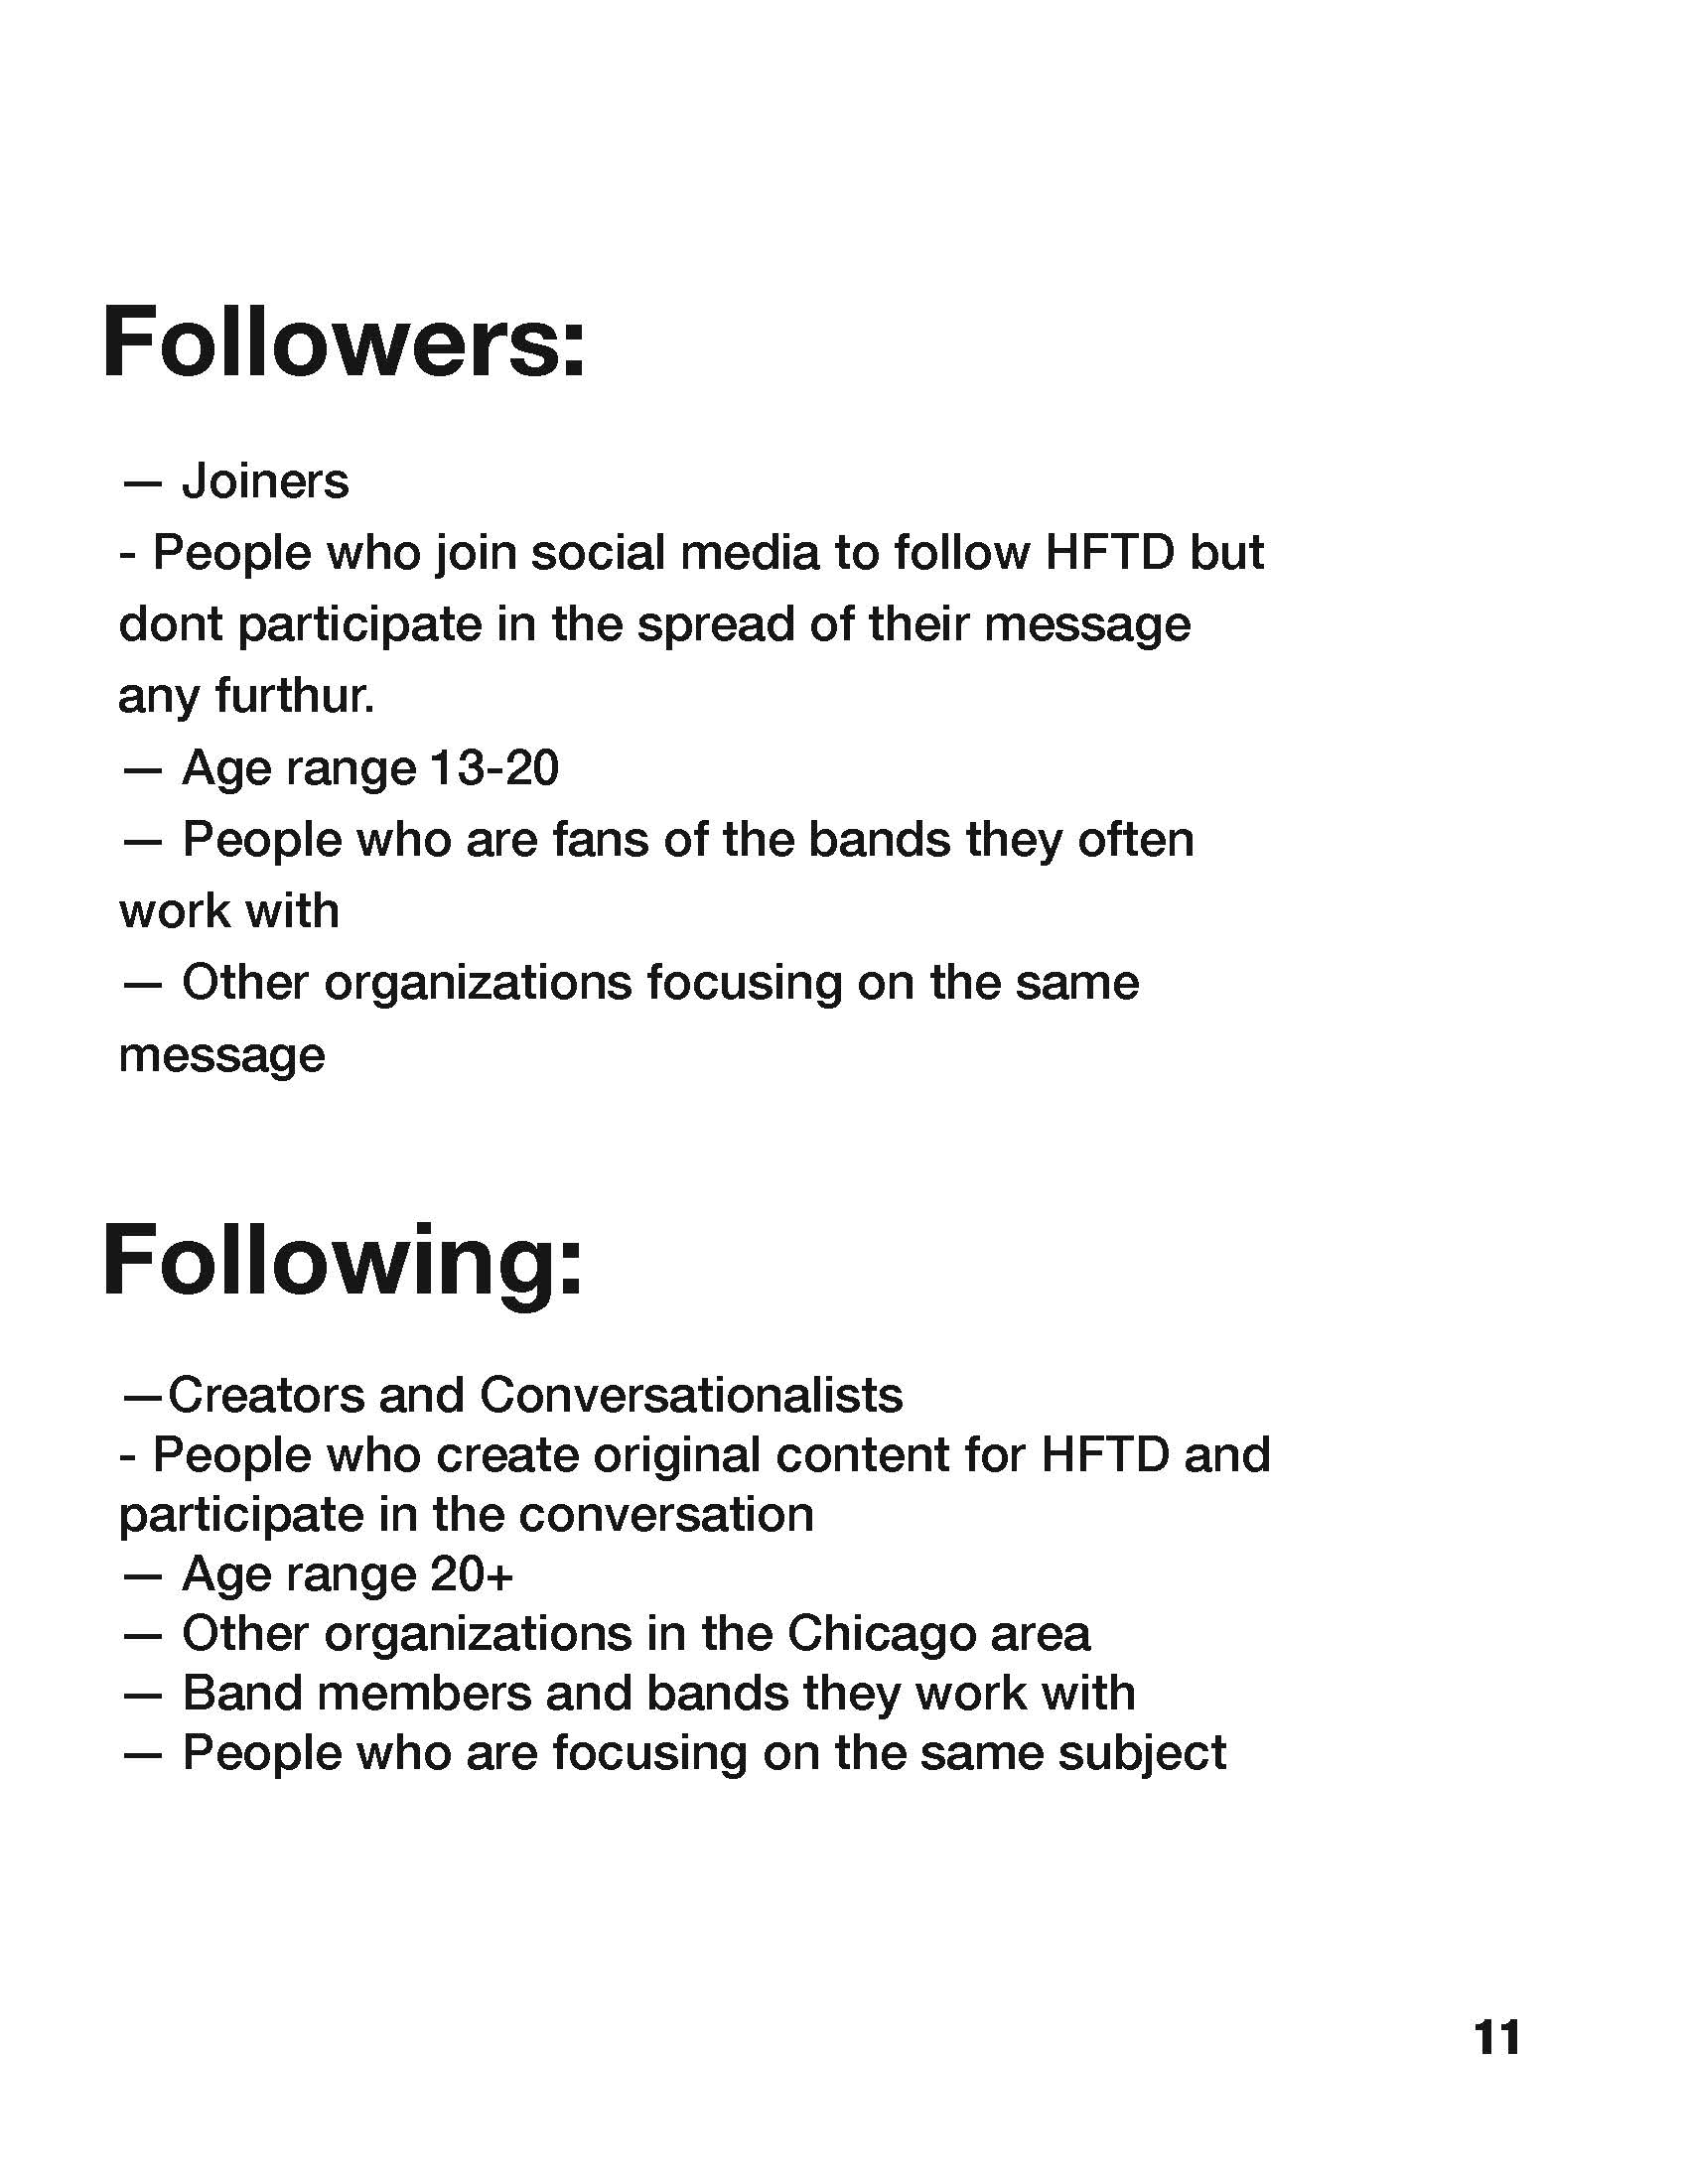 Followers:
— Joiners
- People who join social media to follow HFTD but
dont participate in the spread of their message
any furthur.
— Age range 13-20
— People who are fans of the bands they often
work with
— Other organizations focusing on the same
message
Following:
—Creators and Conversationalists
- People who create original content for HFTD and
participate in the conversation
— Age range 20+
— Other organizations in the Chicago area
— Band members and bands they work with
— People who are focusing on the same subject
11